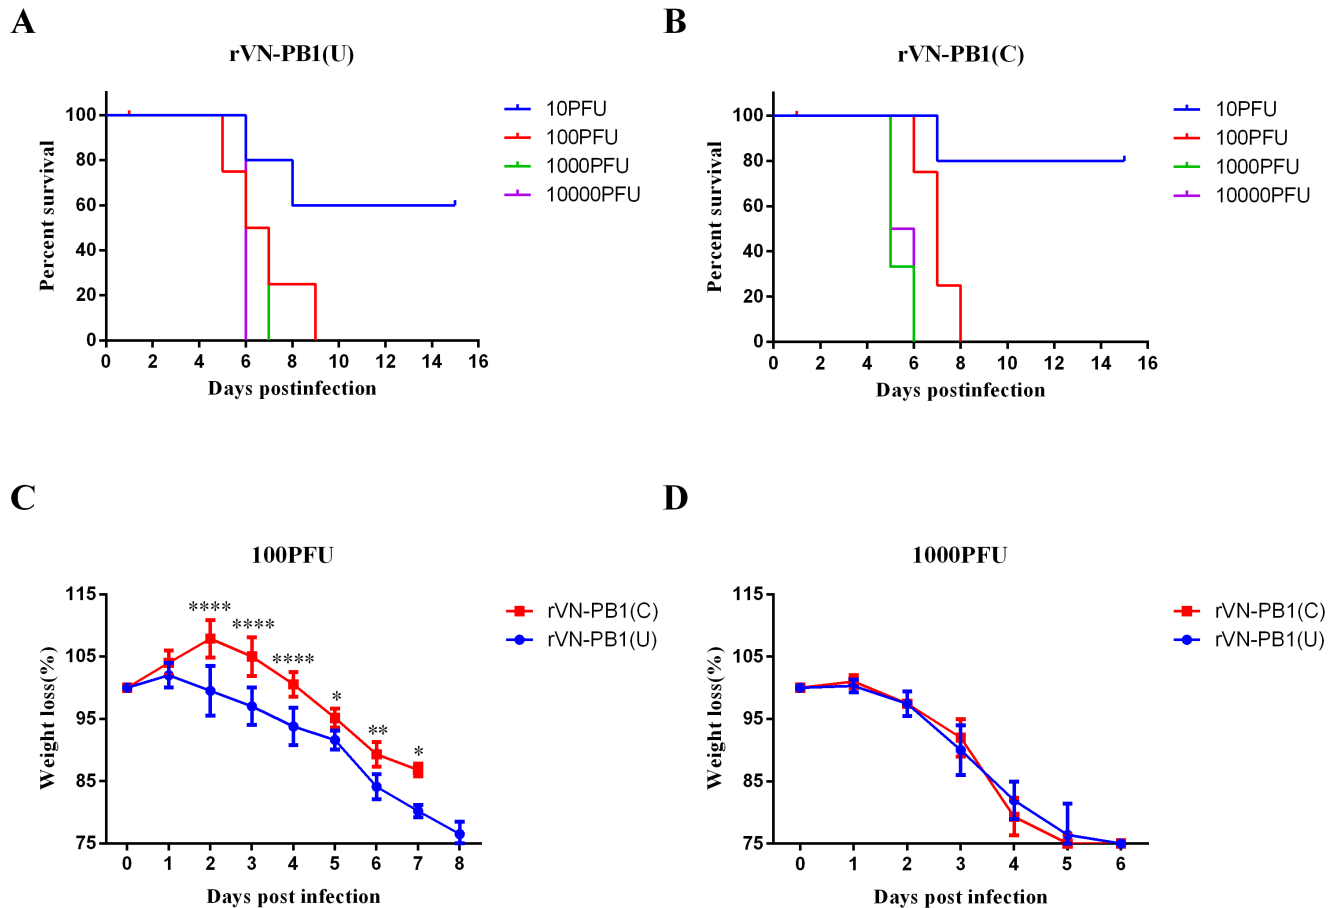 A
rVN-PB1(U)
Percent survival
100
80
60
40
20
0
0 2 4 6 8 10 12 14 16
Days postinfection
10PFU
100PFU
1000PFU
10000PFU
B
rVN-PB1(C)
Percent survival
100
80
60
40
20
0
0 2 4 6 8 10 12 14 16
Days postinfection
10PFU
100PFU
1000PFU
10000PFU
C
100PFU
Weight loss(%)
115
105
95
85
75
**** **** **** * ** *
0 1 2 3 4 5 6 7 8
Days post infection
rVN-PB1(C)
rVN-PB1(U)
D
1000PFU
Weight loss(%)
115
105
95
85
75
0 1 2 3 4 5 6
Days post infection
rVN-PB1(C)
rVN-PB1(U)